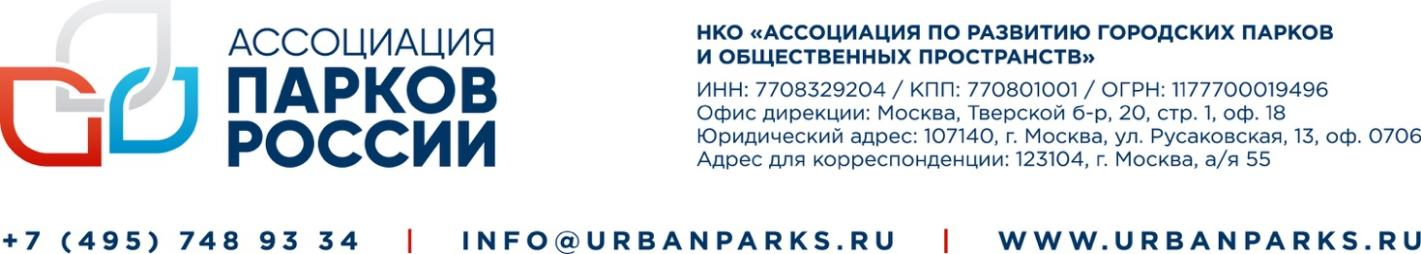 АССОЦИАЦИЯ
ПАРКОВ
РОССИИ
НКО «АССОЦИАЦИЯ ПО РАЗВИТИЮ ГОРОДСКИХ ПАРКОВ
И ОБЩЕСТВЕННЫХ ПРОСТРАНСТВ»
ИНН: 7708329204 / КПП: 770801001 / ОГРН: 1177700019496
Офис дирекции: Москва, Тверской б-р, 20, стр. 1, оф. 18
Юридический адрес: 107140, г. Москва, ул. Русаковская, 13, оф. 0706
Адрес для корреспонденции: 123104, г. Москва, а/я 55
+7 (495) 748 93 34 | INFO@URBANPARKS.RU | WWW.URBANPARKS.RU